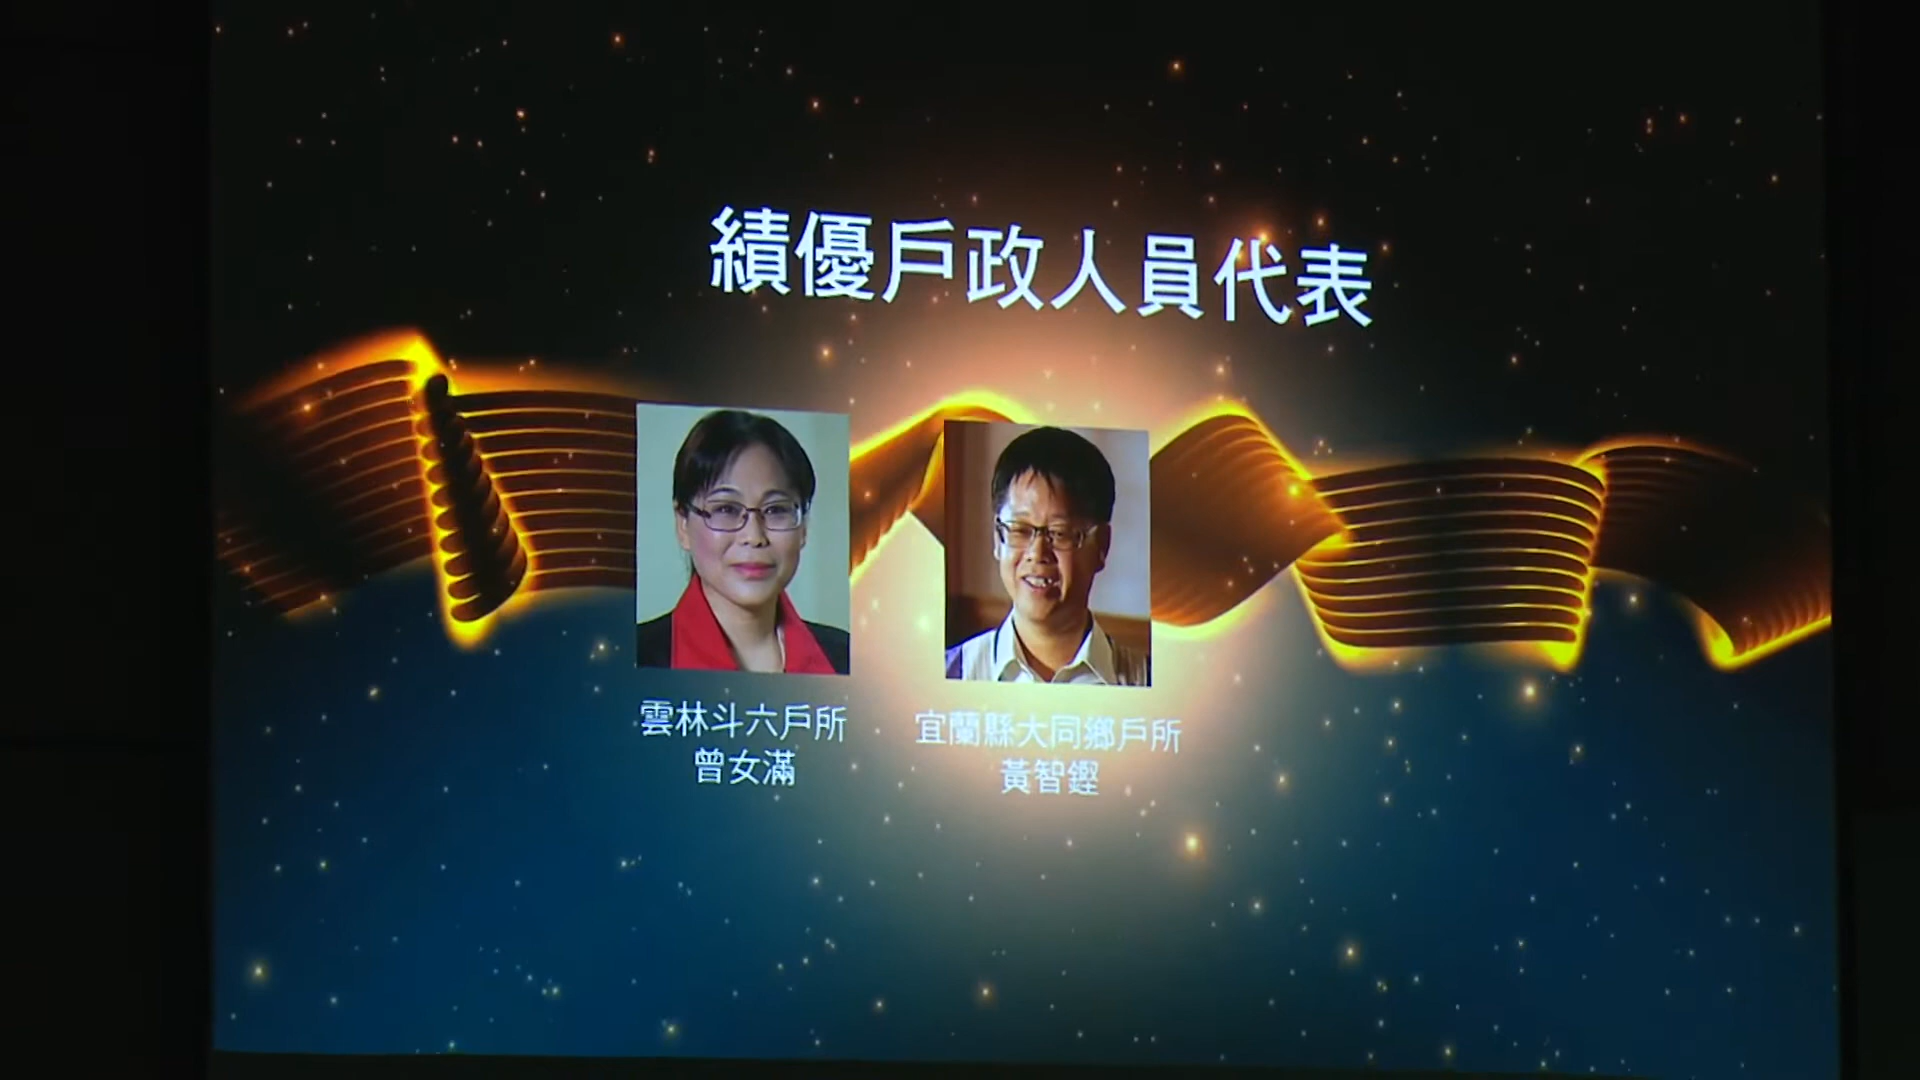 績優戶政人員代表
雲林斗六戶所
曾女滿
宜蘭縣大同鄉戶所
黃智鏗